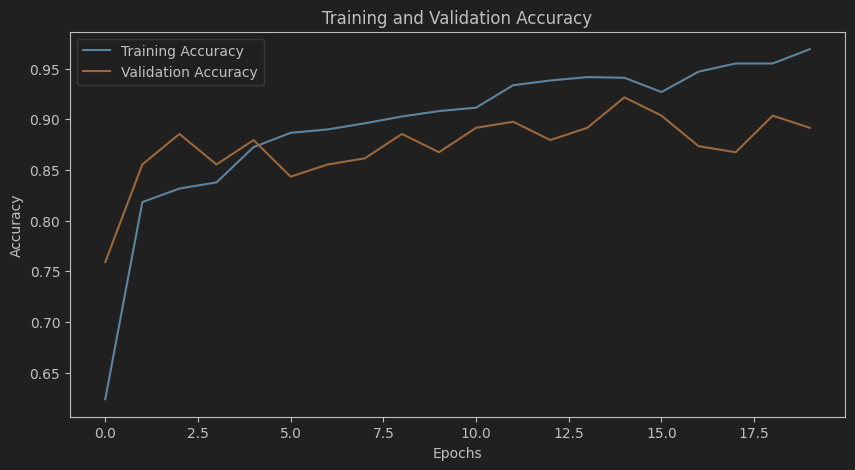 Training and Validation Accuracy
Training Accuracy
Validation Accuracy
0.95
0.90
0.85
0.80
0.75
0.70
0.65
Accuracy
0.0 2.5 5.0 7.5 10.0 12.5 15.0 17.5
Epochs